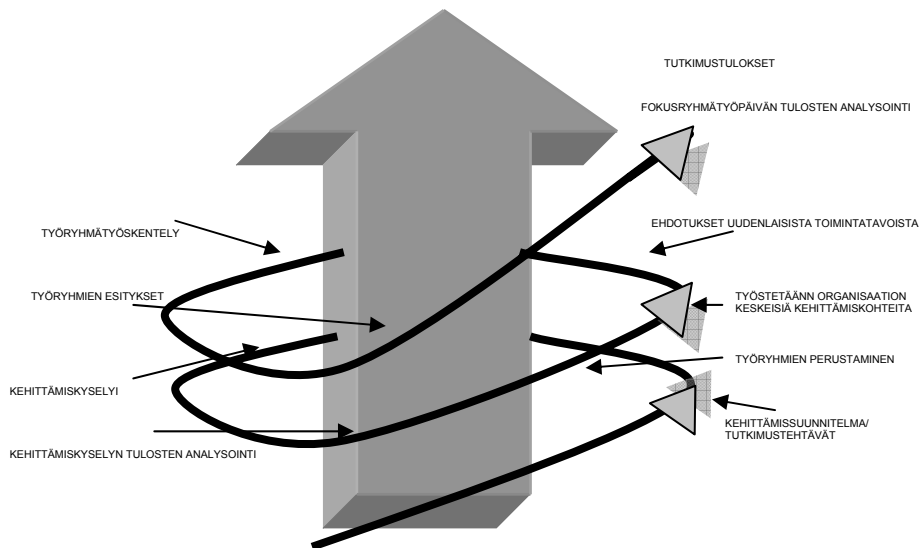 TUTKIMUSTULOKSET
FOKUSRYHMÄTYÖPÄIVÄN TULOSTEN ANALYSOINTI
EHDOTUKSET UUDENLAISISTA TOIMINTATAVOISTA
TYÖRYHMÄTYÖSKENTELY
TYÖRYHMIEN ESITYKSET
TYÖSTETÄÄNN ORGANISAATION
KESKEISIÄ KEHITTÄMISKOHTEITA
TYÖRYHMIEN PERUSTAMINEN
KEHITTÄMISKYSELYI
KEHITTÄMISSUUNNITELMA/
TUTKIMUSTEHTÄVÄT
KEHITTÄMISKYSELYN TULOSTEN ANALYSOINTI